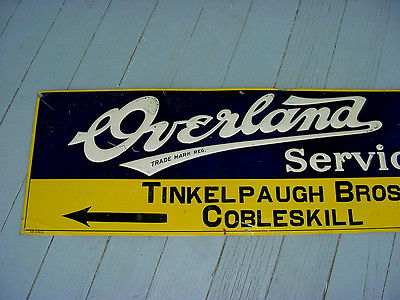 Overland
TRADE MARK REG.
Servic
TINKELPAUGH BROS
COBLESKILL